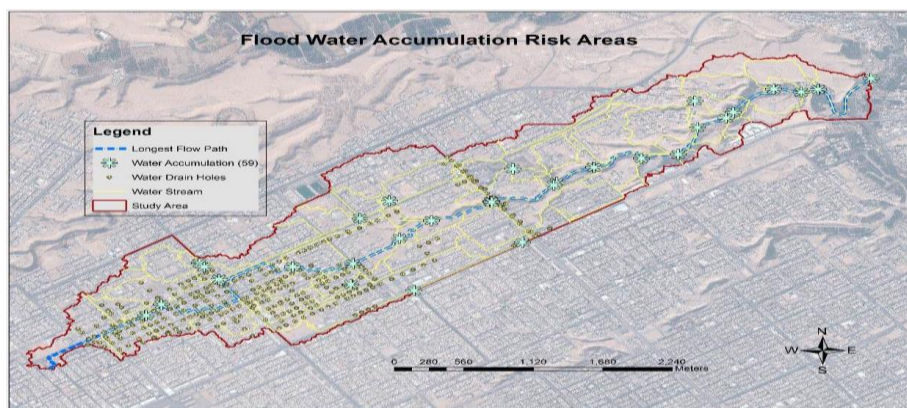 Flood Water Accumulation Risk Areas
Legend
Longest Flow Path
Water Accumulation (59)
Water Drain Holes
Water Stream
Study Area
N
W E
S
0 280 560 1,120 1,680 2,240
Meters